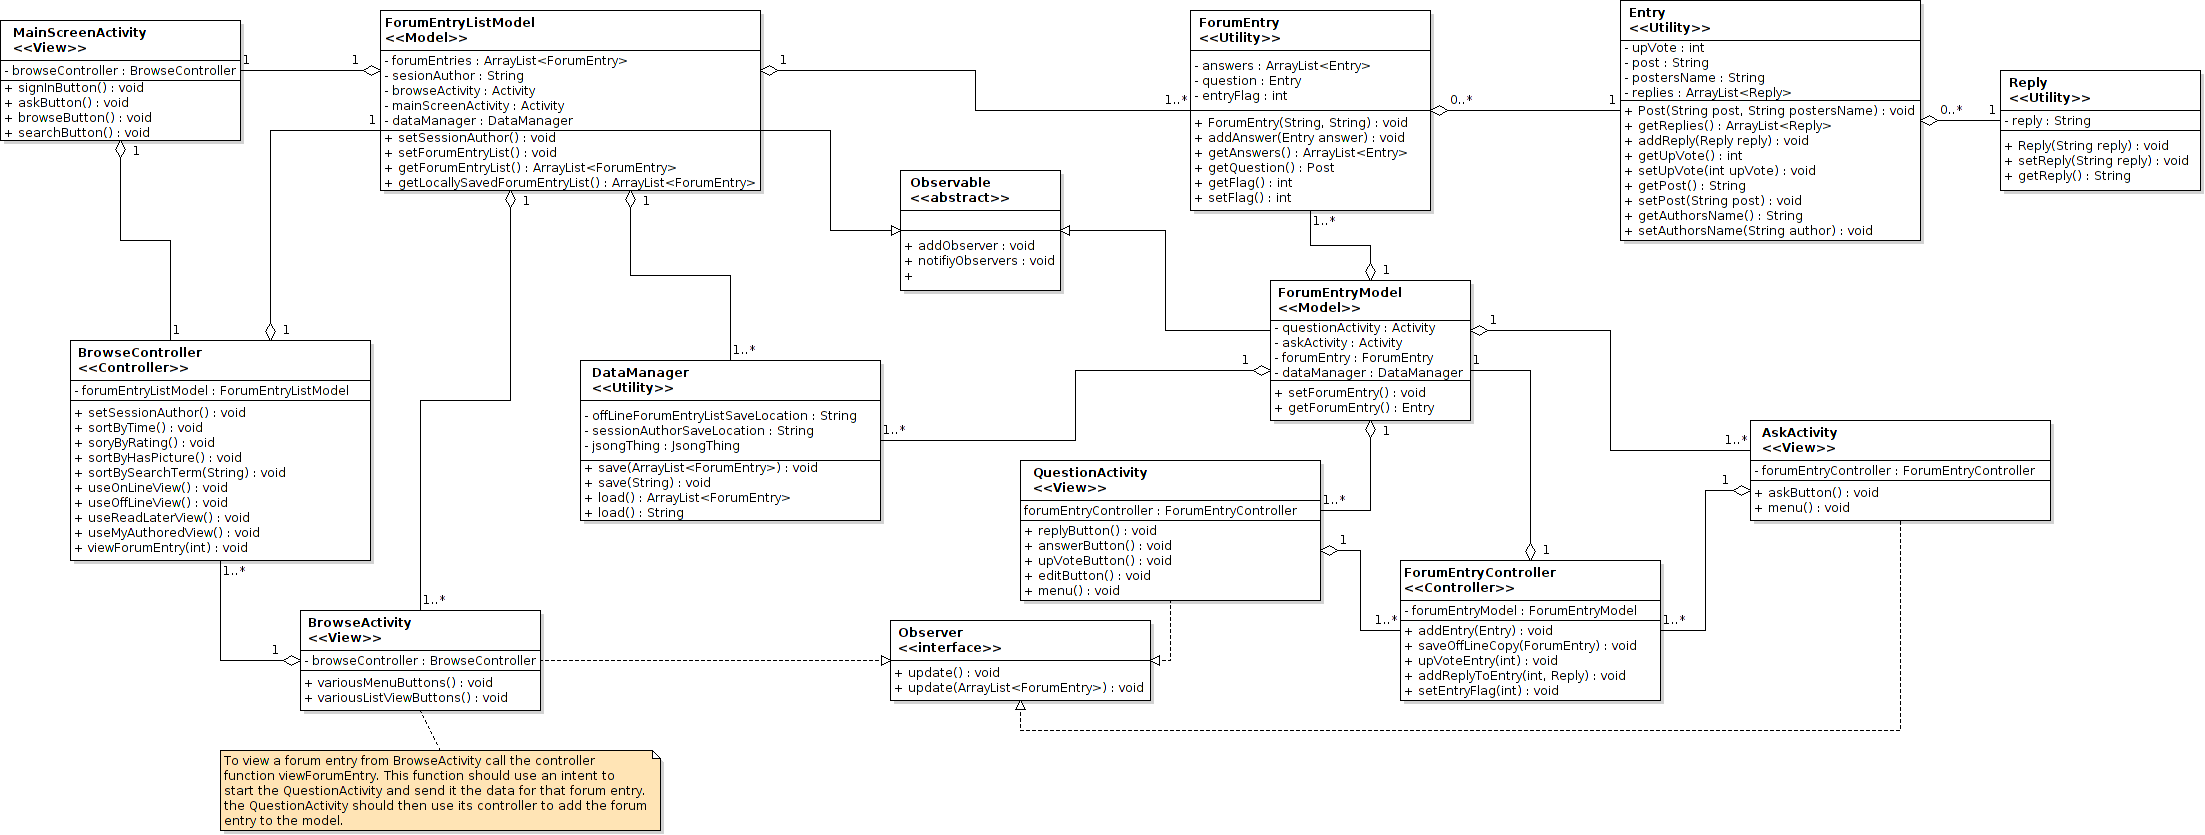 MainScreenActivity
<<View>>
- browseController : BrowseController
+ signInButton() : void
+ askButton() : void
+ browseButton() : void
+ searchButton() : void
1
1
1
1
ForumEntryListModel
<<Model>>
- forumEntries : ArrayList<ForumEntry>
- sesionAuthor : String
- browseActivity : Activity
- mainScreenActivity : Activity
- dataManager : DataManager
+ setSessionAuthor() : void
+ setForumEntryList() : void
+ getForumEntryList() : ArrayList<ForumEntry>
+ getLocallySavedForumEntryList() : ArrayList<ForumEntry>
1
1
1
1..*
Observable
<<abstract>>
+ addObserver : void
+ notifiyObservers : void
+
ForumEntry
<<Utility>>
- answers : ArrayList<Entry>
- question : Entry
- entryFlag : int
+ ForumEntry(String, String) : void
+ addAnswer(Entry answer) : void
+ getAnswers() : ArrayList<Entry>
+ getQuestion() : Post
+ getFlag() : int
+ setFlag() : int
0..*
1
1..*
Entry
<<Utility>>
- upVote : int
- post : String
- postersName : String
- replies : ArrayList<Reply>
+ Post(String post, String postersName) : void
+ getReplies() : ArrayList<Reply>
+ addReply(Reply reply) : void
+ getUpVote() : int
+ setUpVote(int upVote) : void
+ getPost() : String
+ setPost(String post) : void
+ getAuthorsName() : String
+ setAuthorsName(String author) : void
0..*
1
Reply
<<Utility>>
- reply : String
+ Reply(String reply) : void
+ setReply(String reply) : void
+ getReply() : String
1
1
BrowseController
<<Controller>>
- forumEntryListModel : ForumEntryListModel
+ setSessionAuthor() : void
+ sortByTime() : void
+ soryByRating() : void
+ sortByHasPicture() : void
+ sortBySearchTerm(String) : void
+ useOnLineView() : void
+ useOffLineView() : void
+ useReadLaterView() : void
+ useMyAuthoredView() : void
+ viewForumEntry(int) : void
1..*
1..*
DataManager
<<Utility>>
- offLineForumEntryListSaveLocation : String
- sessionAuthorSaveLocation : String
- jsongThing : JsongThing
+ save(ArrayList<ForumEntry>) : void
+ save(String) : void
+ load() : ArrayList<ForumEntry>
+ load() : String
1..*
1
1
ForumEntryModel
<<Model>>
- questionActivity : Activity
- askActivity : Activity
- forumEntry : ForumEntry
- dataManager : DataManager
+ setForumEntry() : void
+ getForumEntry() : Entry
1
1
1
1..*
AskActivity
<<View>>
- forumEntryController : ForumEntryController
+ askButton() : void
+ menu() : void
1
QuestionActivity
<<View>>
forumEntryController : ForumEntryController
+ replyButton() : void
+ answerButton() : void
+ upVoteButton() : void
+ editButton() : void
+ menu() : void
1..*
1
1
1..*
ForumEntryController
<<Controller>>
- forumEntryModel : ForumEntryModel
+ addEntry(Entry) : void
+ saveOffLineCopy(ForumEntry) : void
+ upVoteEntry(int) : void
+ addReplyToEntry(int, Reply) : void
+ setEntryFlag(int) : void
1..*
1..*
1
BrowseActivity
<<View>>
- browseController : BrowseController
+ variousMenuButtons() : void
+ variousListViewButtons() : void
Observer
<<interface>>
+ update() : void
+ update(ArrayList<ForumEntry>) : void
To view a forum entry from BrowseActivity call the controller
function viewForumEntry. This function should use an intent to
start the QuestionActivity and send it the data for that forum entry.
the QuestionActivity should then use its controller to add the forum
entry to the model.